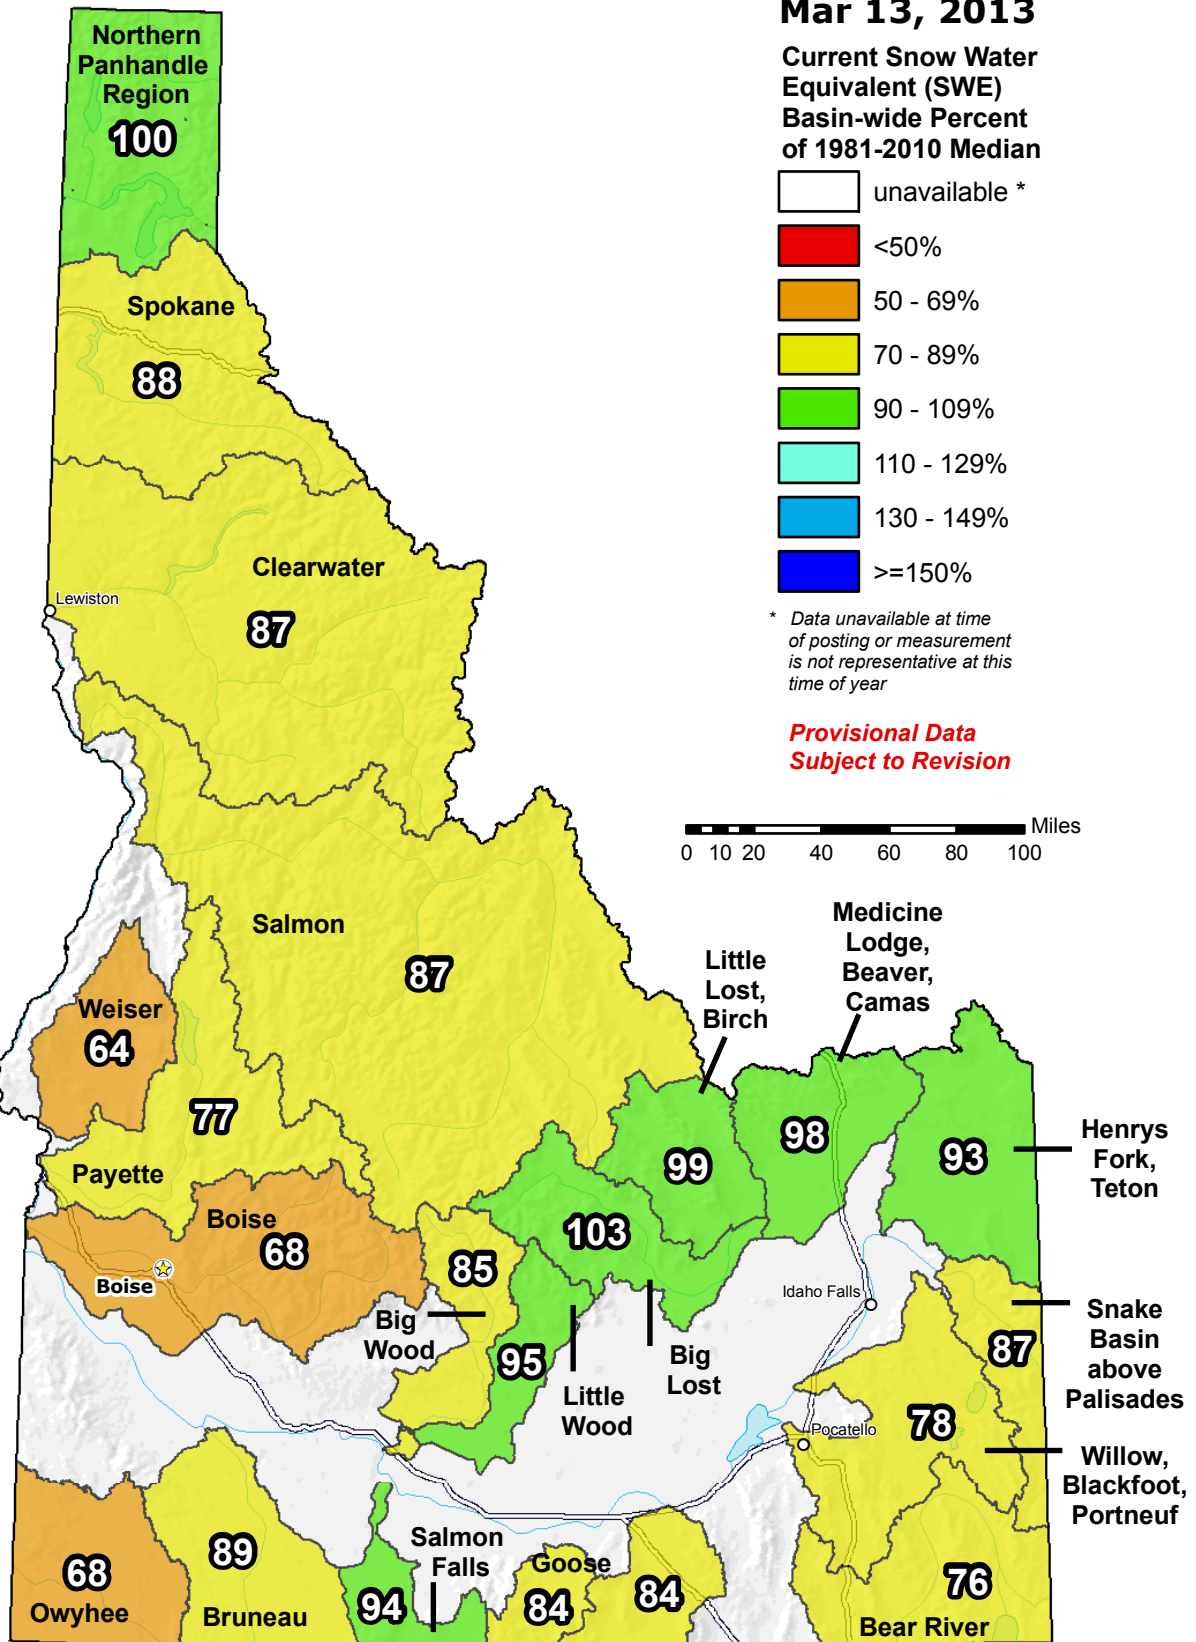 Mar 13, 2013
Current Snow Water
Equivalent (SWE)
Basin-wide Percent
of 1981-2010 Median
unavailable *
<50%
50 - 69%
70 - 89%
90 - 109%
110 - 129%
130 - 149%
>=150%
* Data unavailable at time
of posting or measurement
is not representative at this
time of year
Provisional Data
Subject to Revision
Miles
0 10 20 40 60 80 100
Northern
Panhandle
Region
100
Spokane
88
Clearwater
87
Lewiston
Salmon
87
Weiser
64
77
Payette
Boise
68
Boise
Little
Lost,
Birch
99
Medicine
Lodge,
Beaver,
Camas
98
93
Henrys
Fork,
Teton
103
Big
Lost
85
Big
Wood
95
Little
Wood
Idaho Falls
87
Snake
Basin
above
Palisades
78
Willow,
Blackfoot,
Portneuf
Pocatello
68
Owyhee
89
Bruneau
Salmon
Falls
94
Goose
84
84
76
Bear River